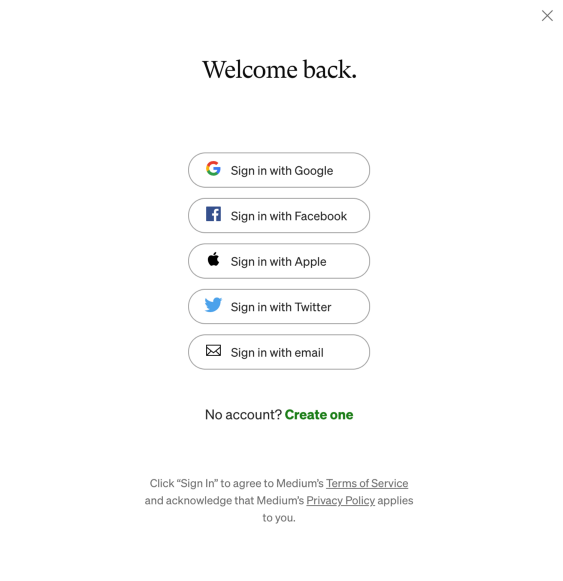 Welcome back.
Sign in with Google
Sign in with Facebook
Sign in with Apple
Sign in with Twitter
Sign in with email
No account? Create one
Click “Sign In” to agree to Medium’s Terms of Service
and acknowledge that Medium’s Privacy Policy applies
to you.